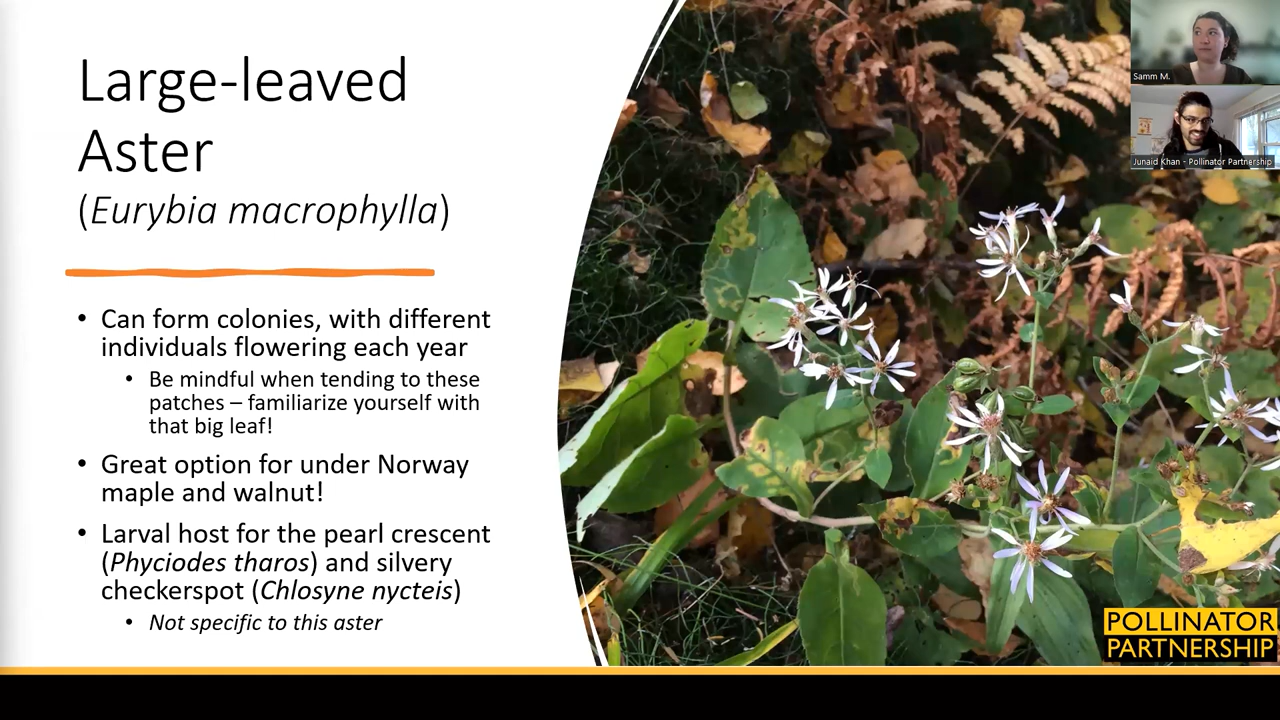 Large-leaved
Aster
(Eurybia macrophylla)
• Can form colonies, with different
individuals flowering each year
• Be mindful when tending to these
patches – familiarize yourself with
that big leaf!
• Great option for under Norway
maple and walnut!
• Larval host for the pearl crescent
(Phyciodes tharos) and silvery
checkerspot (Chlosyne nycteis)
• Not specific to this aster
Samm M.
Junaid Khan - Pollinator Partnership
POLLINATOR
PARTNERSHIP